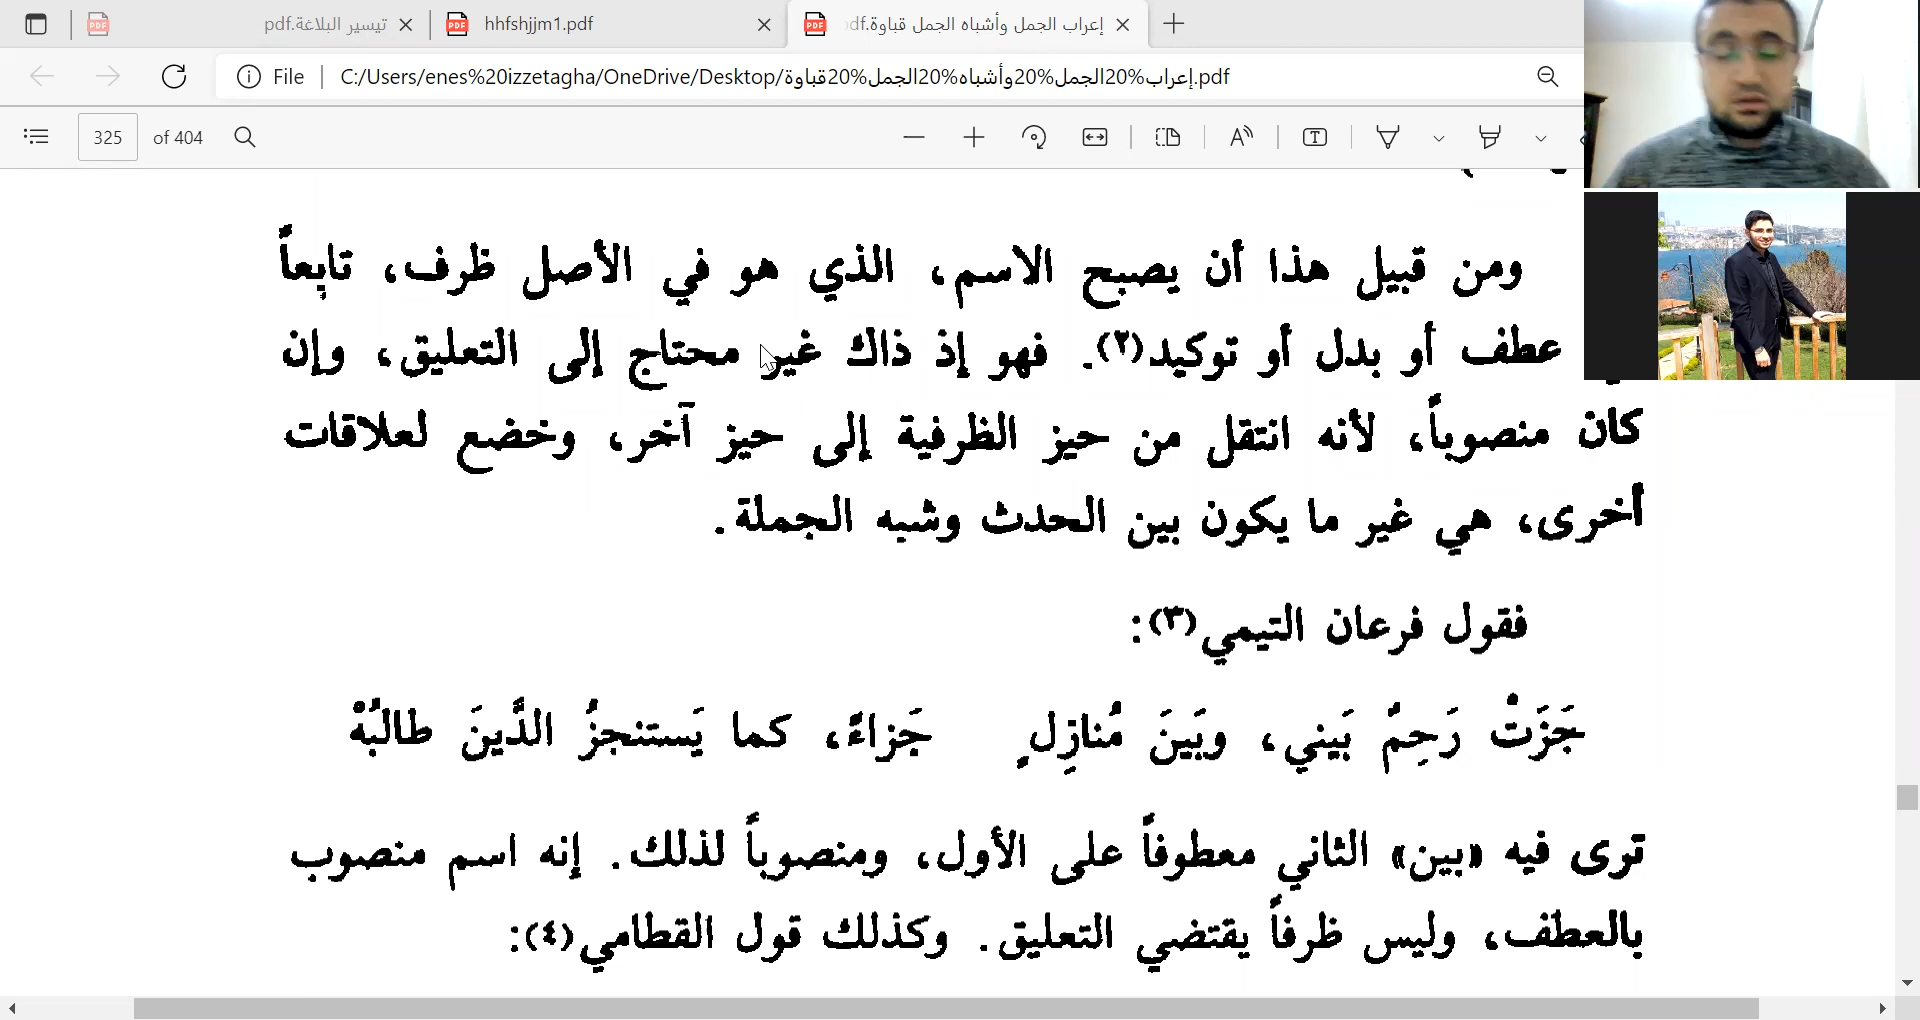 تيسير البلاغة.pdf
hhfshjjm1.pdf
إعراب الجمل وأشباه الجمل قباوة.pdf
File
C:/Users/enes%20izzetagha/OneDrive/Desktop/إعراب%20الجمل%20وأشباه%20الجمل%20قباوة.pdf
325 of 404
ومن قبيل هذا أن يصبح الاسم، الذي هو في الأصل ظرف، تابِعاً
عطف أو بدل أو توكيد(٢). فهو إذ ذاك غير محتاج إلى التعليق، وإن
كان منصوباً، لأنه انتقل من حيز الظرفية إلى حيز آخر، وخضع لعلاقات
أخرى، هي غير ما يكون بين الحدث وشبه الجملة.
فقول فرعان التيمي(٣):
جَزَتْ رَحِمٌ بَيني، وبَينَ مُنازِلٍ جَزاءً، كما يَستنجزُ الدَّينَ طالبُهْ
ترى فيه «بين» الثاني معطوفاً على الأول، ومنصوباً لذلك. إنه اسم منصوب
بالعطف، وليس ظرفاً يقتضي التعليق. وكذلك قول القطامي(٤):